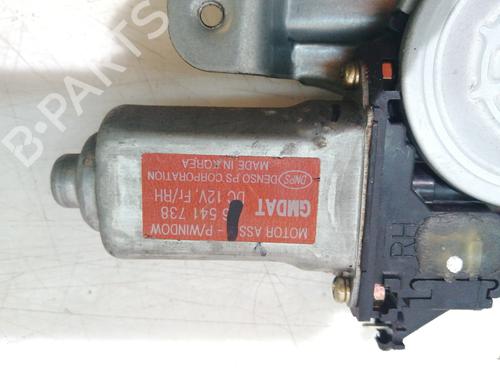 MOTOR ASS - P/WINDOW
6 541 738
GMDAT DC 12V, Fr/RH
DNPS DENSO PS CORPORATION
MADE IN KOREA
RH
B-PARTS